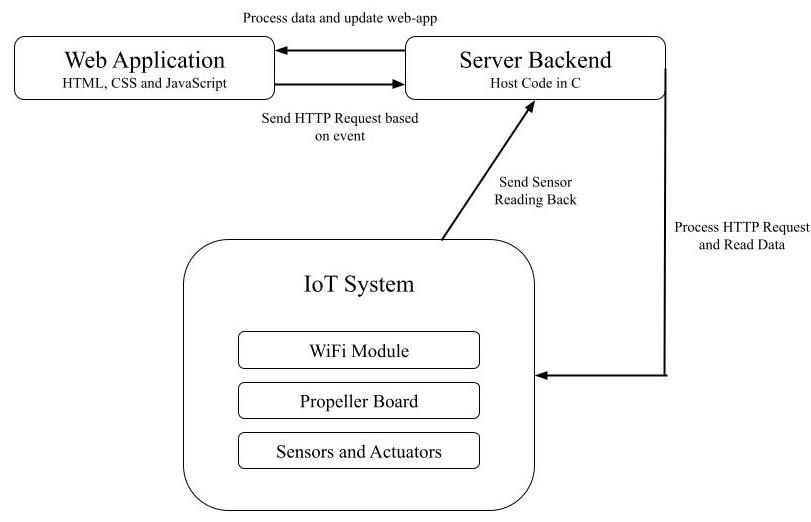 Process data and update web-app
Web Application
HTML, CSS and JavaScript
Server Backend
Host Code in C
Send HTTP Request based
on event
Send Sensor
Reading Back
Process HTTP Request
and Read Data
IoT System
WiFi Module
Propeller Board
Sensors and Actuators